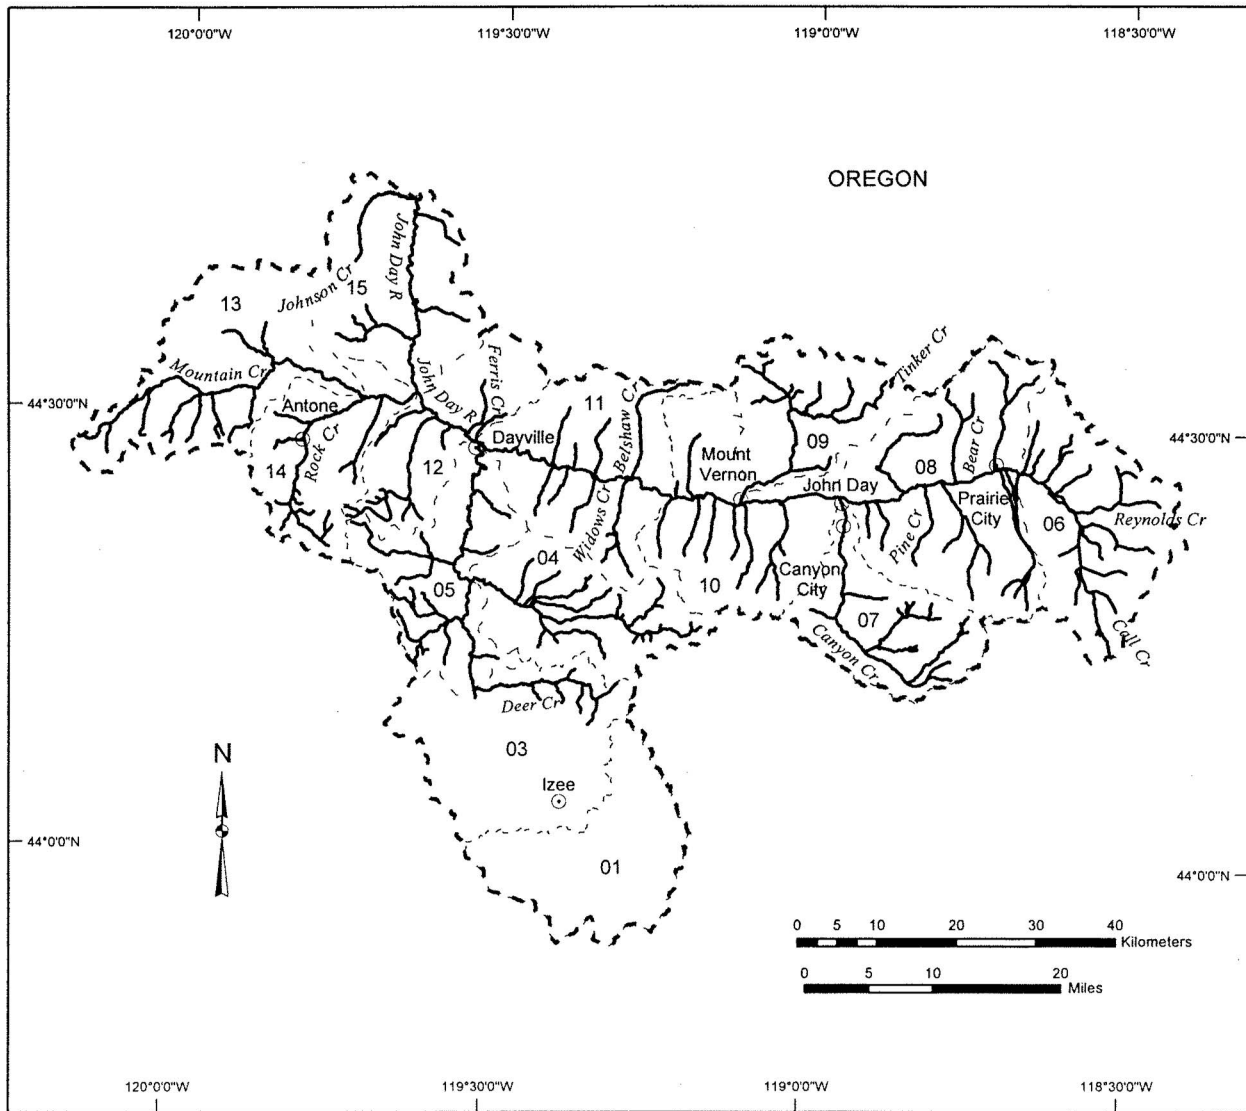 120°0'0"W
119°30'0"W
119°0'0"W
118°30'0"W
OREGON
John Day R
Johnson Cr
15
13
Tinker Cr
Mountain Cr
John Day R
Ferris Cr
44°30'0"N
Antone
11
Belshaw Cr
Dayville
Rock Cr
09
Bear Cr
44°30'0"N
Mount
Vernon
14
12
08
John Day
Prairie
City
Widows Cr
Pine Cr
06
Reynolds Cr
04
Canyon
City
05
10
07
Canyon Cr
Call Cr
Deer Cr
03
N
Izee
44°0'0"N
01
44°0'0"N
0 5 10 20 30 40
Kilometers
0 5 10 20
Miles
120°0'0"W
119°30'0"W
119°0'0"W
118°30'0"W